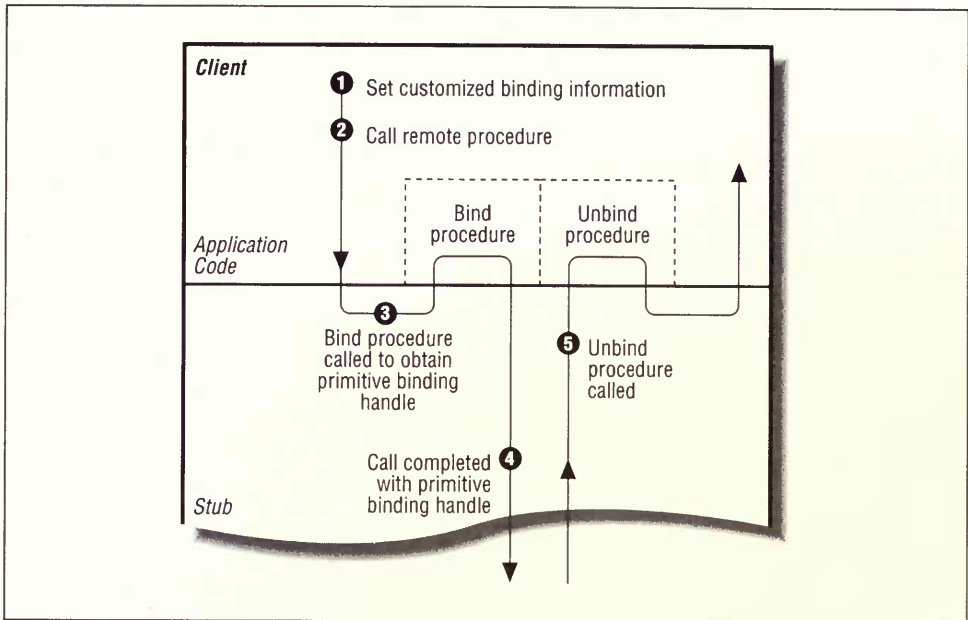 Client
1 Set customized binding information
2 Call remote procedure
Bind
procedure
Unbind
procedure
Application
Code
3
Bind procedure
called to obtain
primitive binding
handle
5 Unbind
procedure
called
Call completed 4
with primitive
binding handle
Stub